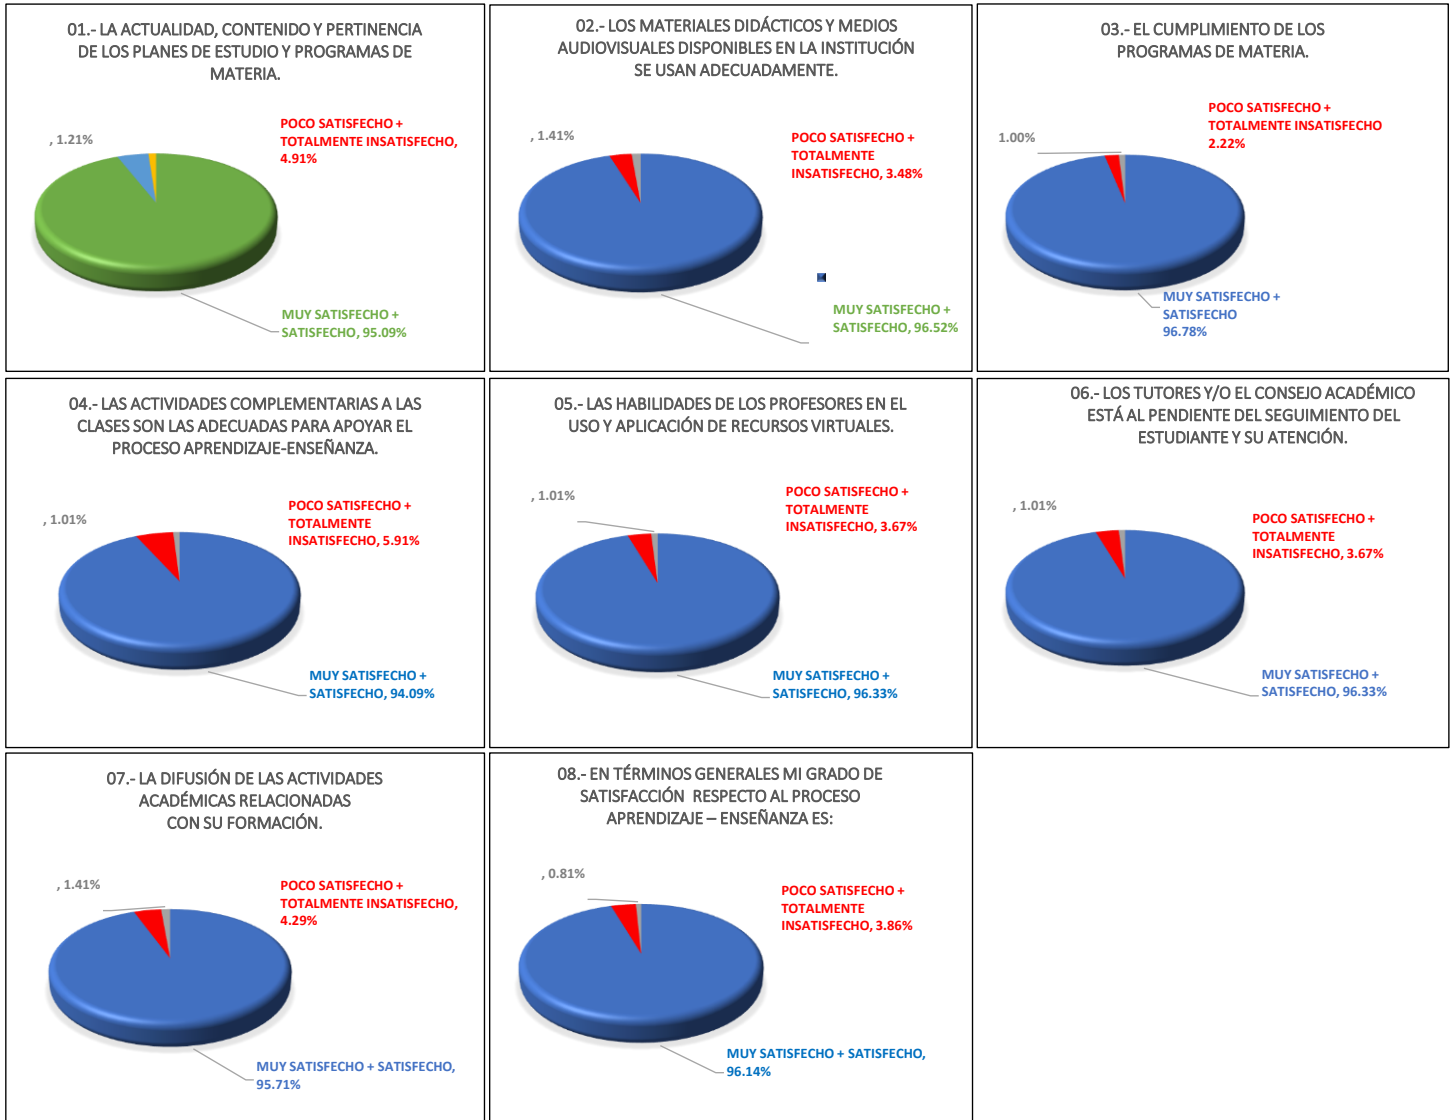 01.- LA ACTUALIDAD, CONTENIDO Y PERTINENCIA
DE LOS PLANES DE ESTUDIO Y PROGRAMAS DE
MATERIA.
, 1.21%
POCO SATISFECHO +
TOTALMENTE INSATISFECHO,
4.91%
MUY SATISFECHO +
SATISFECHO, 95.09%
02.- LOS MATERIALES DIDÁCTICOS Y MEDIOS
AUDIOVISUALES DISPONIBLES EN LA INSTITUCIÓN
SE USAN ADECUADAMENTE.
, 1.41%
POCO SATISFECHO +
TOTALMENTE
INSATISFECHO, 3.48%
MUY SATISFECHO +
SATISFECHO, 96.52%
03.- EL CUMPLIMIENTO DE LOS
PROGRAMAS DE MATERIA.
1.00%
POCO SATISFECHO +
TOTALMENTE INSATISFECHO
2.22%
MUY SATISFECHO +
SATISFECHO
96.78%
04.- LAS ACTIVIDADES COMPLEMENTARIAS A LAS
CLASES SON LAS ADECUADAS PARA APOYAR EL
PROCESO APRENDIZAJE-ENSEÑANZA.
, 1.01%
POCO SATISFECHO +
TOTALMENTE
INSATISFECHO, 5.91%
MUY SATISFECHO +
SATISFECHO, 94.09%
05.- LAS HABILIDADES DE LOS PROFESORES EN EL
USO Y APLICACIÓN DE RECURSOS VIRTUALES.
, 1.01%
POCO SATISFECHO +
TOTALMENTE
INSATISFECHO, 3.67%
MUY SATISFECHO +
SATISFECHO, 96.33%
06.- LOS TUTORES Y/O EL CONSEJO ACADÉMICO
ESTÁ AL PENDIENTE DEL SEGUIMIENTO DEL
ESTUDIANTE Y SU ATENCIÓN.
, 1.01%
POCO SATISFECHO +
TOTALMENTE
INSATISFECHO, 3.67%
MUY SATISFECHO +
SATISFECHO, 96.33%
07.- LA DIFUSIÓN DE LAS ACTIVIDADES
ACADÉMICAS RELACIONADAS
CON SU FORMACIÓN.
, 1.41%
POCO SATISFECHO +
TOTALMENTE INSATISFECHO,
4.29%
MUY SATISFECHO + SATISFECHO,
95.71%
08.- EN TÉRMINOS GENERALES MI GRADO DE
SATISFACCIÓN  RESPECTO AL PROCESO
APRENDIZAJE – ENSEÑANZA ES:
, 0.81%
POCO SATISFECHO +
TOTALMENTE
INSATISFECHO, 3.86%
MUY SATISFECHO + SATISFECHO,
96.14%